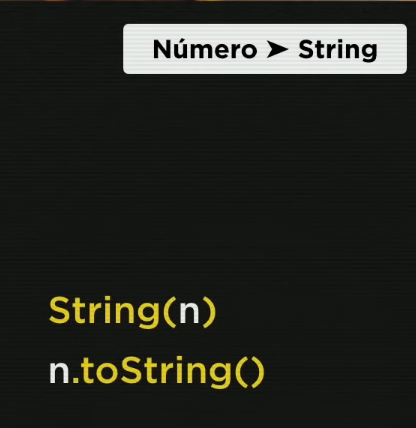 Número ➤ String
String(n)
n.toString()